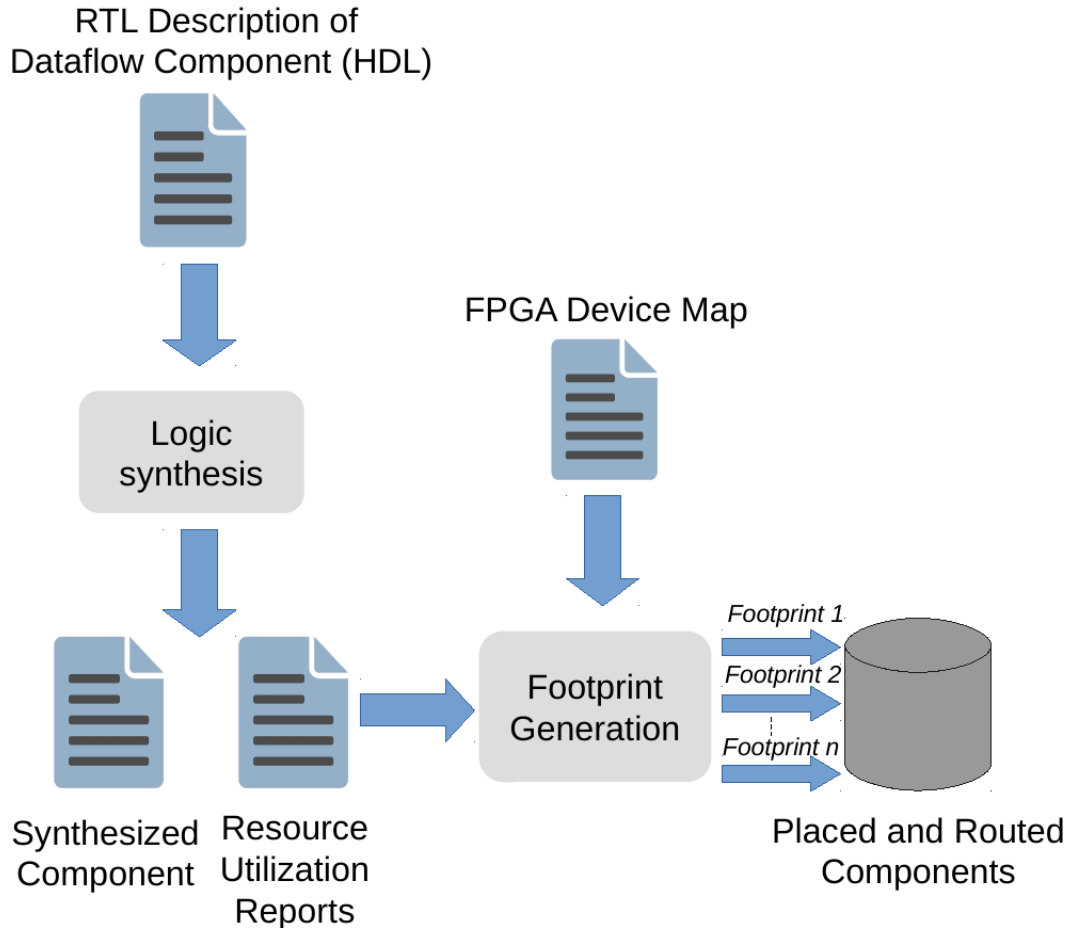 RTL Description of
Dataflow Component (HDL)
FPGA Device Map
Logic
synthesis
Footprint 1
Footprint 2
Footprint n
Footprint
Generation
Synthesized
Component
Resource
Utilization
Reports
Placed and Routed
Components